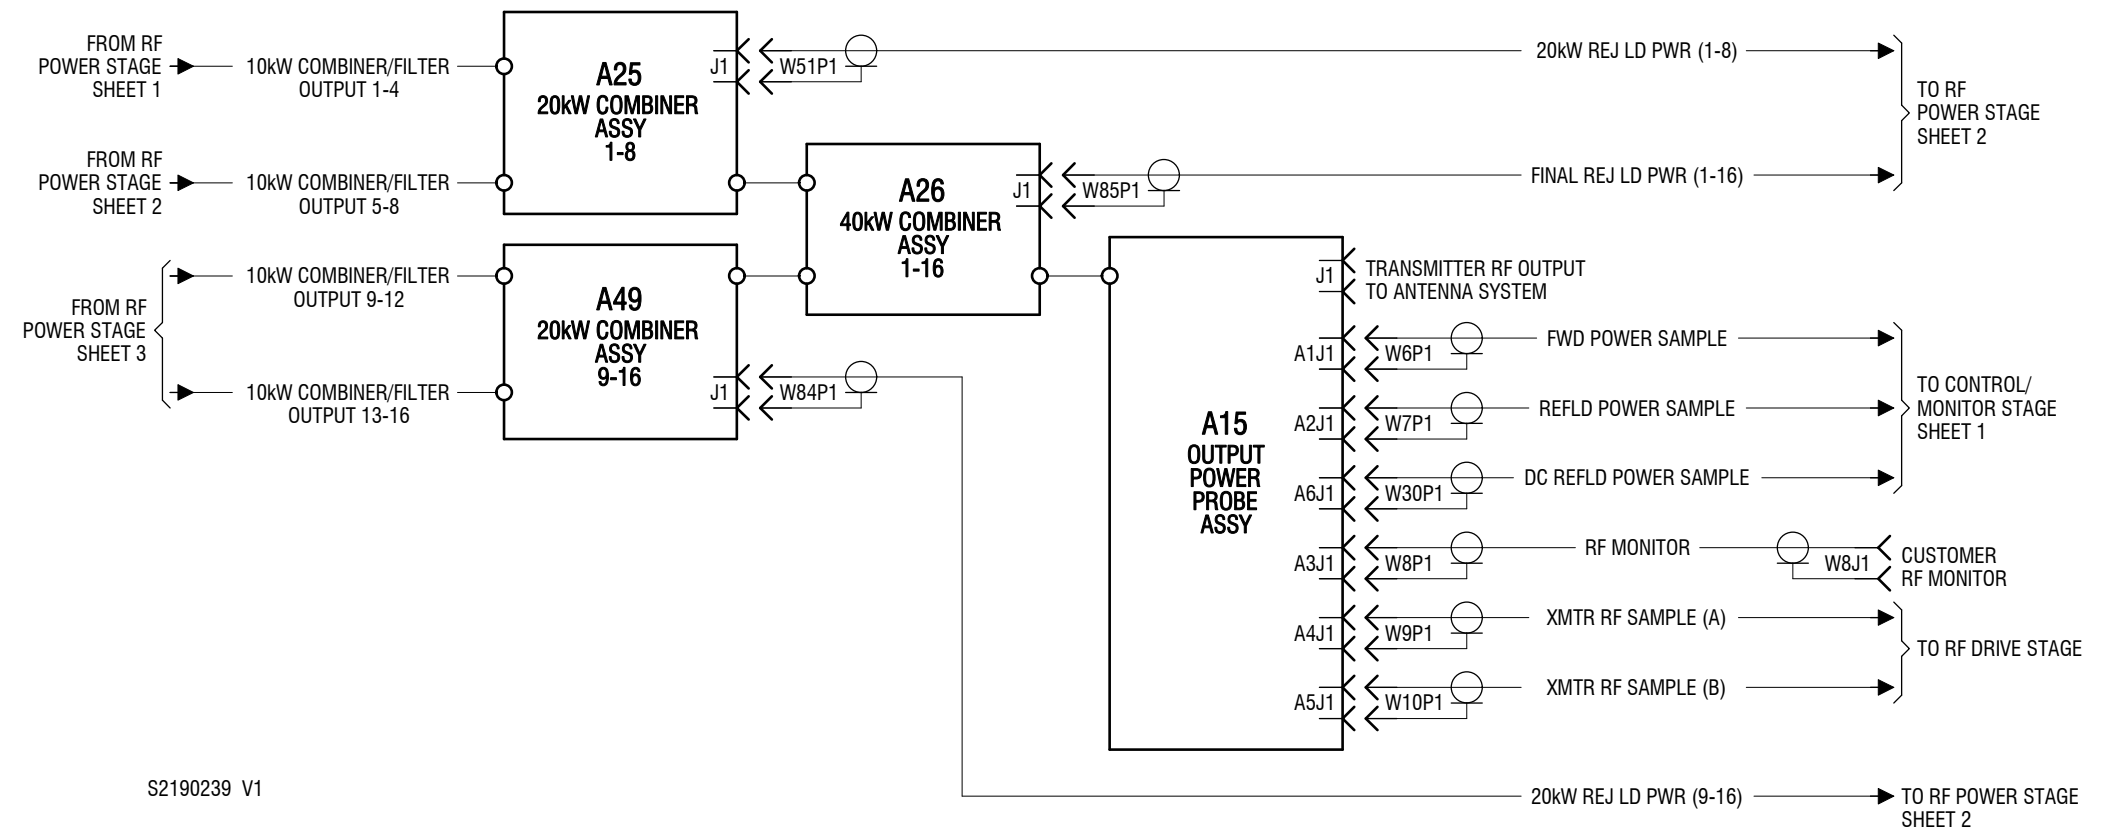 FROM RF
POWER STAGE
SHEET 1
10kW COMBINER/FILTER
OUTPUT 1-4
FROM RF
POWER STAGE
SHEET 2
10kW COMBINER/FILTER
OUTPUT 5-8
A25
20kW COMBINER
ASSY
1-8
J1
W51P1
20kW REJ LD PWR (1-8)
TO RF
POWER STAGE
SHEET 2
FROM RF
POWER STAGE
SHEET 3
10kW COMBINER/FILTER
OUTPUT 9-12
10kW COMBINER/FILTER
OUTPUT 13-16
A49
20kW COMBINER
ASSY
9-16
J1
W84P1
A26
40kW COMBINER
ASSY
1-16
J1
W85P1
FINAL REJ LD PWR (1-16)
A15
OUTPUT
POWER
PROBE
ASSY
J1
TRANSMITTER RF OUTPUT
TO ANTENNA SYSTEM
A1J1
W6P1
FWD POWER SAMPLE
A2J1
W7P1
REFLD POWER SAMPLE
A6J1
W30P1
DC REFLD POWER SAMPLE
TO CONTROL/
MONITOR STAGE
SHEET 1
A3J1
W8P1
RF MONITOR
W8J1
CUSTOMER
RF MONITOR
A4J1
W9P1
XMTR RF SAMPLE (A)
A5J1
W10P1
XMTR RF SAMPLE (B)
TO RF DRIVE STAGE
20kW REJ LD PWR (9-16)
TO RF POWER STAGE
SHEET 2
S2190239 V1